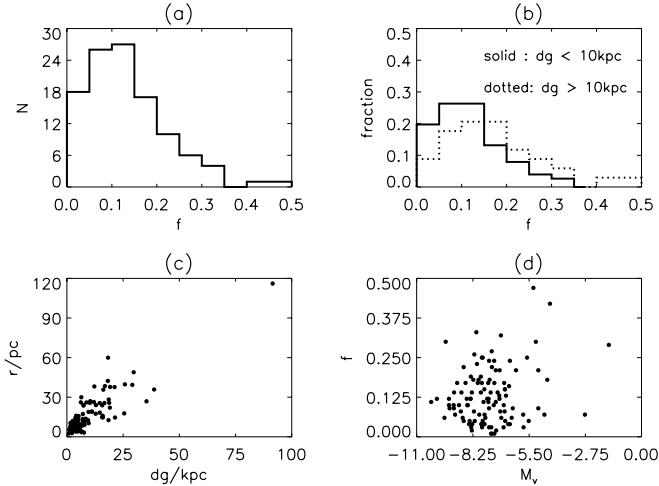 (a)
30
24
18
12
6
0
N
0.0 0.1 0.2 0.3 0.4 0.5
f
(b)
0.5
0.4
0.3
0.2
0.1
0.0
fraction
solid : dg < 10kpc
dotted: dg > 10kpc
0.0 0.1 0.2 0.3 0.4 0.5
f
(c)
120
90
60
30
0
r/pc
0 25 50 75 100
dg/kpc
(d)
0.500
0.375
0.250
0.125
0.000
f
−11.00 −8.25 −5.50 −2.75 0.00
Mv